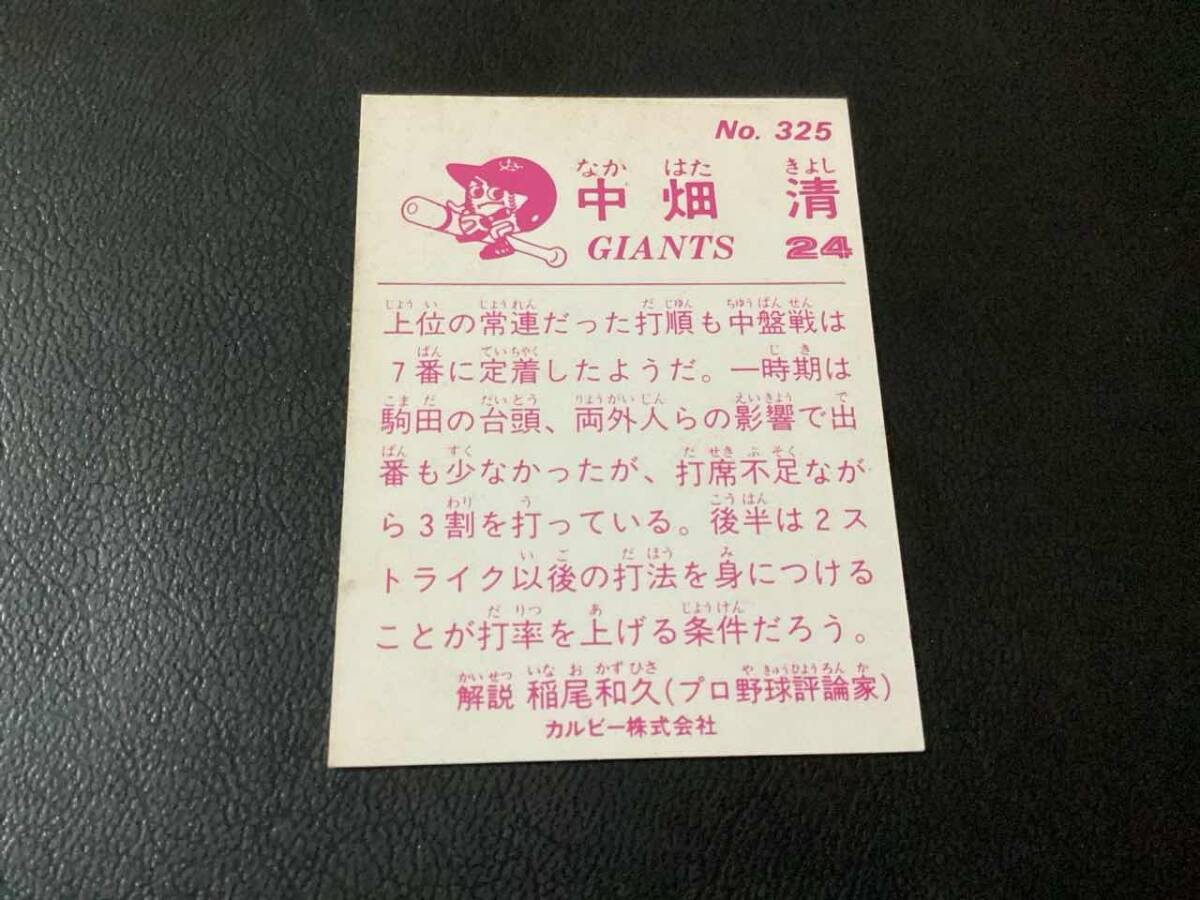 No. 325
なか はた きよし
中畑 清
GIANTS 24
じょう い じょうれん だ じゅん ちゅうばんせん
上位の常連だった打順も中盤戦は
ばん ていちゃく じ き
7番に定着したようだ。一時期は
こま だ だいとう りょうがいじん えいきょう で
駒田の台頭、両外人らの影響で出
ばん すく だ せき ぶ そく
番も少なかったが、打席不足なが
わり う こうはん
ら3割を打っている。後半は2ス
い ご だ ほう み
トライク以後の打法を身につける
だ りつ あ じょうけん
ことが打率を上げる条件だろう。
かいせつ いな お かずひさ や きゅうひょうろん か
解説 稲尾和久(プロ野球評論家)
カルビー株式会社